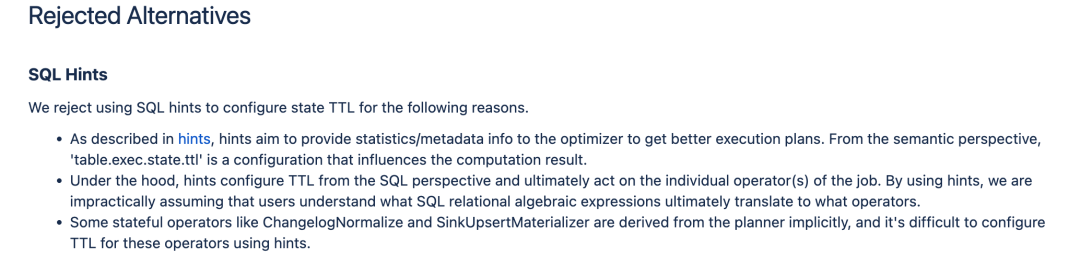 Rejected Alternatives
SQL Hints
We reject using SQL hints to configure state TTL for the following reasons.
• As described in hints, hints aim to provide statistics/metadata info to the optimizer to get better execution plans. From the semantic perspective,
'table.exec.state.ttl' is a configuration that influences the computation result.
• Under the hood, hints configure TTL from the SQL perspective and ultimately act on the individual operator(s) of the job. By using hints, we are
impractically assuming that users understand what SQL relational algebraic expressions ultimately translate to what operators.
• Some stateful operators like ChangelogNormalize and SinkUpsertMaterializer are derived from the planner implicitly, and it's difficult to configure
TTL for these operators using hints.